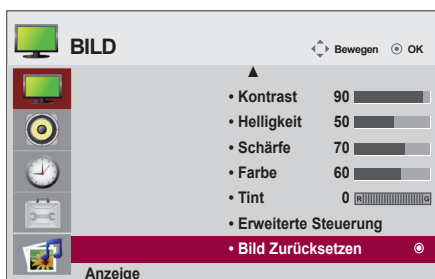 BILD
Bewegen OK
• Kontrast 90
• Helligkeit 50
• Schärfe 70
• Farbe 60
• Tint 0 R G
• Erweiterte Steuerung
• Bild Zurücksetzen
Anzeige